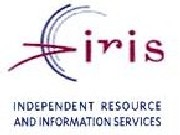 iris
INDEPENDENT RESOURCE
AND INFORMATION SERVICES